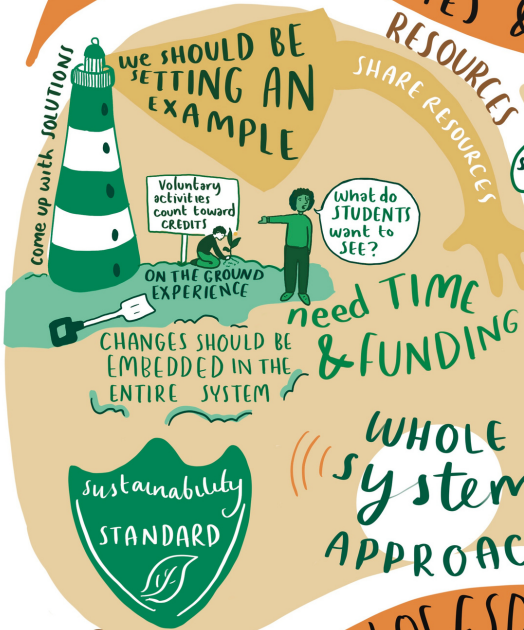 RESOURCES
SHARE RESOURCES
come up with SOLUTIONS
We SHOULD BE
SETTING AN
EXAMPLE
Voluntary
activities
count toward
CREDITS
What do
STUDENTS
want to
SEE?
ON THE GROUND
EXPERIENCE
need TIME
& FUNDING
CHANGES SHOULD BE
EMBEDDED IN THE
ENTIRE SYSTEM
WHOLE
system
APPROAC
sustainability
STANDARD